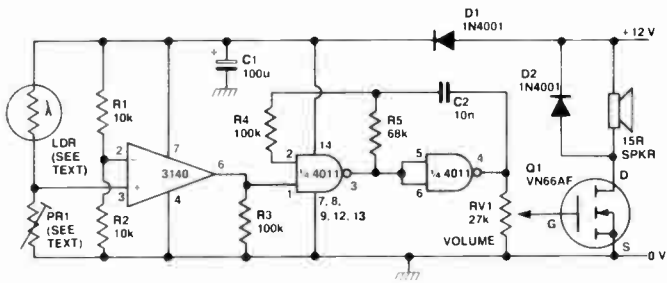 D1
1N4001
+12 V
C1
100u
D2
1N4001
C2
10n
R1
10k
R4
100k
R5
68k
λ
LDR
(SEE
TEXT)
15R
SPKR
14
7
2
3140
6
3
4
2
1
¼ 4011
3
5
6
¼ 4011
4
Q1
VN66AF
D
G
S
PR1
(SEE
TEXT)
R2
10k
R3
100k
7, 8,
9, 12, 13
RV1
27k
VOLUME
0 V
+
−
+